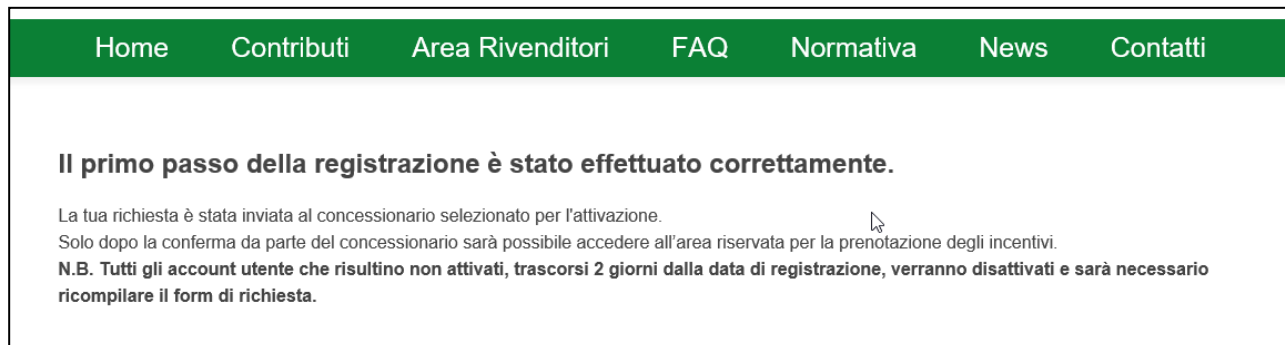 Home Contributi Area Rivenditori FAQ Normativa News Contatti
Il primo passo della registrazione è stato effettuato correttamente.
La tua richiesta è stata inviata al concessionario selezionato per l'attivazione.
Solo dopo la conferma da parte del concessionario sarà possibile accedere all'area riservata per la prenotazione degli incentivi.
N.B. Tutti gli account utente che risultino non attivati, trascorsi 2 giorni dalla data di registrazione, verranno disattivati e sarà necessario
ricompilare il form di richiesta.